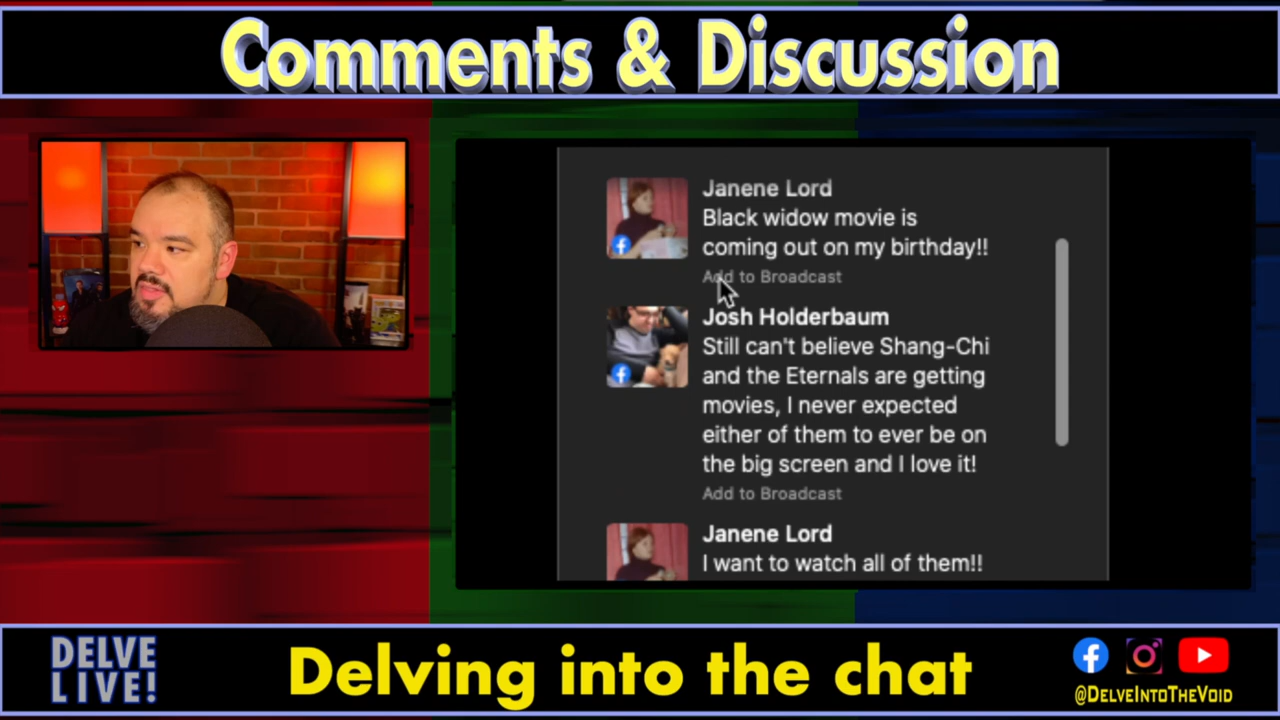 Comments & Discussion
Janene Lord
Black widow movie is
coming out on my birthday!!
Add to Broadcast
Josh Holderbaum
Still can't believe Shang-Chi
and the Eternals are getting
movies, I never expected
either of them to ever be on
the big screen and I love it!
Add to Broadcast
Janene Lord
I want to watch all of them!!
DELVE
LIVE!
Delving into the chat
@DelveIntoTheVoid